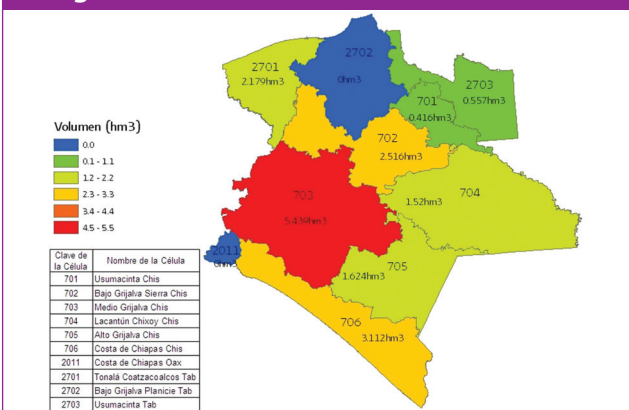 2702
0hm3
2701
2.179hm3
2703
0.557hm3
701
0.416hm3
702
2.516hm3
703
5.439hm3
704
1.52hm3
2011
0hm3
705
1.624hm3
706
3.112hm3
Volumen (hm3)
0.0
0.1 - 1.1
1.2 - 2.2
2.3 - 3.3
3.4 - 4.4
4.5 - 5.5
Clave de la Célula Nombre de la Célula
701 Usumacinta Chis
702 Bajo Grijalva Sierra Chis
703 Medio Grijalva Chis
704 Lacantún Chixoy Chis
705 Alto Grijalva Chis
706 Costa de Chiapas Chis
2011 Costa de Chiapas Oax
2701 Tonalá Coatzacoalcos Tab
2702 Bajo Grijalva Planicie Tab
2703 Usumacinta Tab